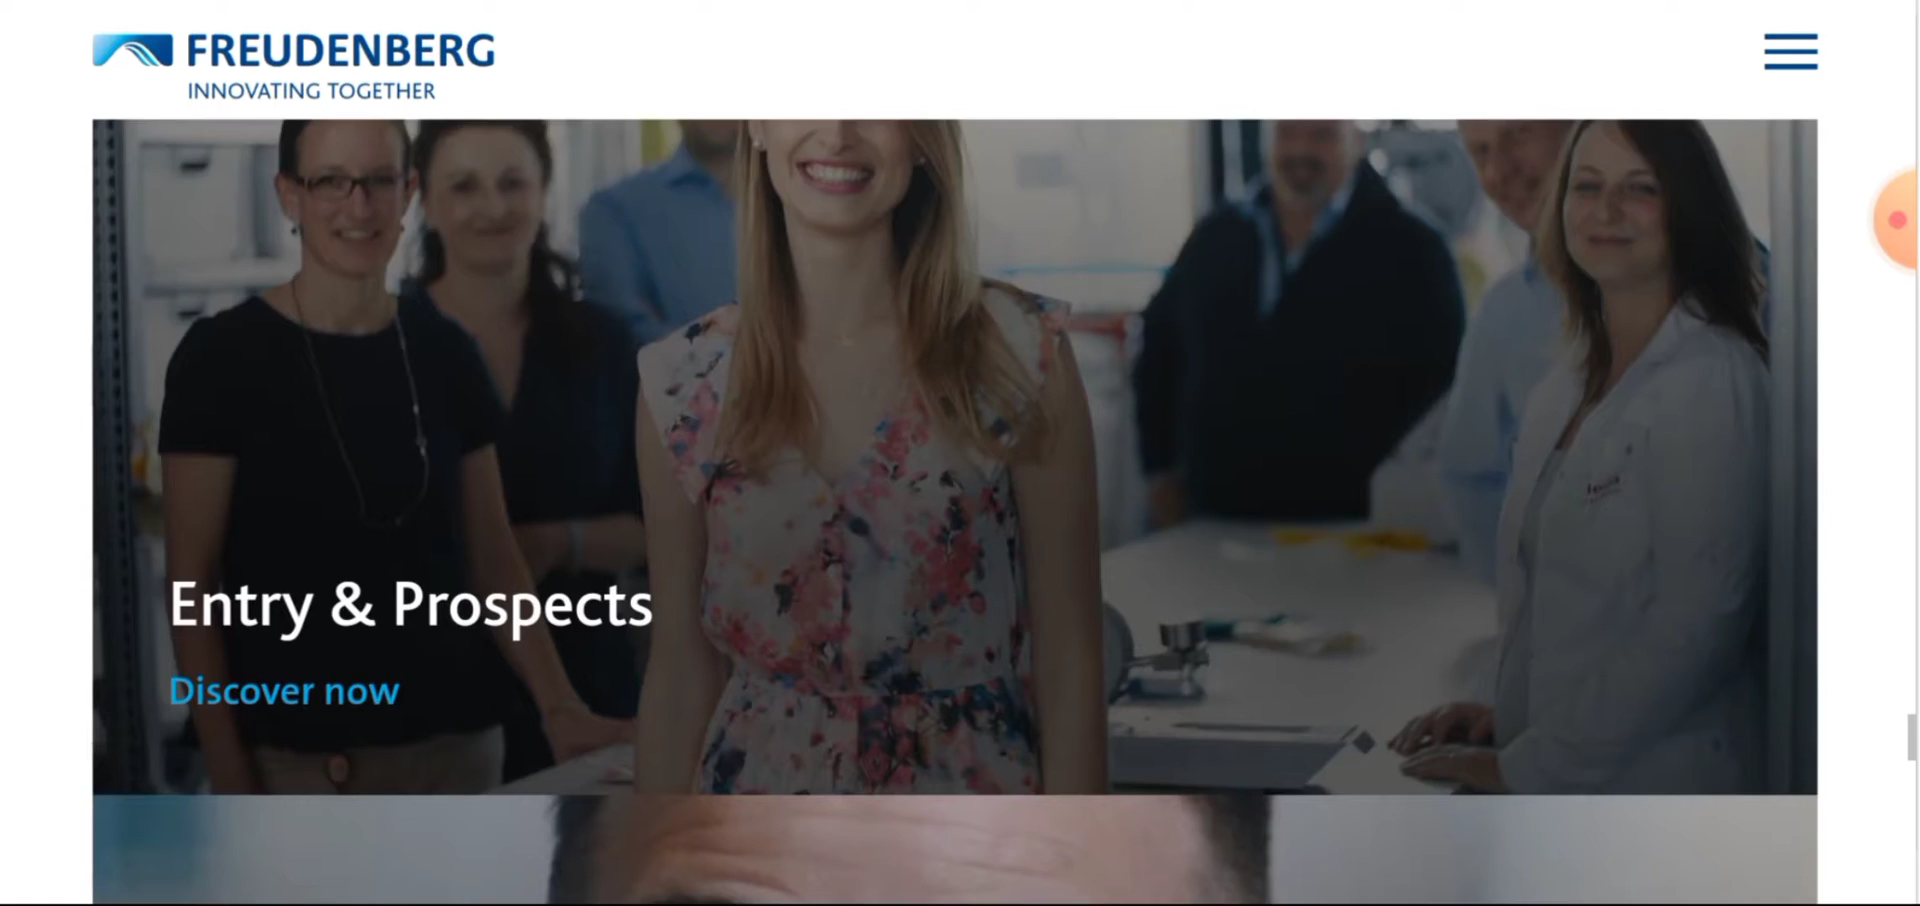 FREUDENBERG
INNOVATING TOGETHER
Entry & Prospects
Discover now